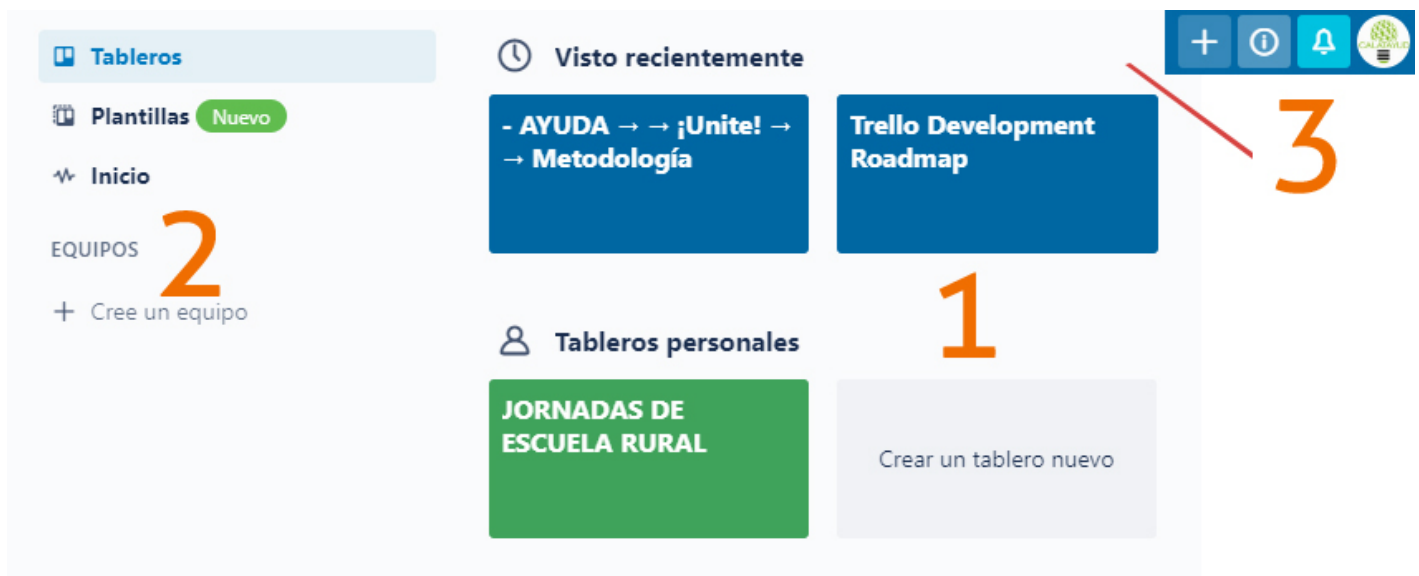 Tableros
Plantillas Nuevo
Inicio
2
EQUIPOS
+ Cree un equipo
Visto recientemente
- AYUDA → → ¡Unite! →
→ Metodología
Trello Development
Roadmap
1
Tableros personales
JORNADAS DE
ESCUELA RURAL
Crear un tablero nuevo
CALATAYUD
3